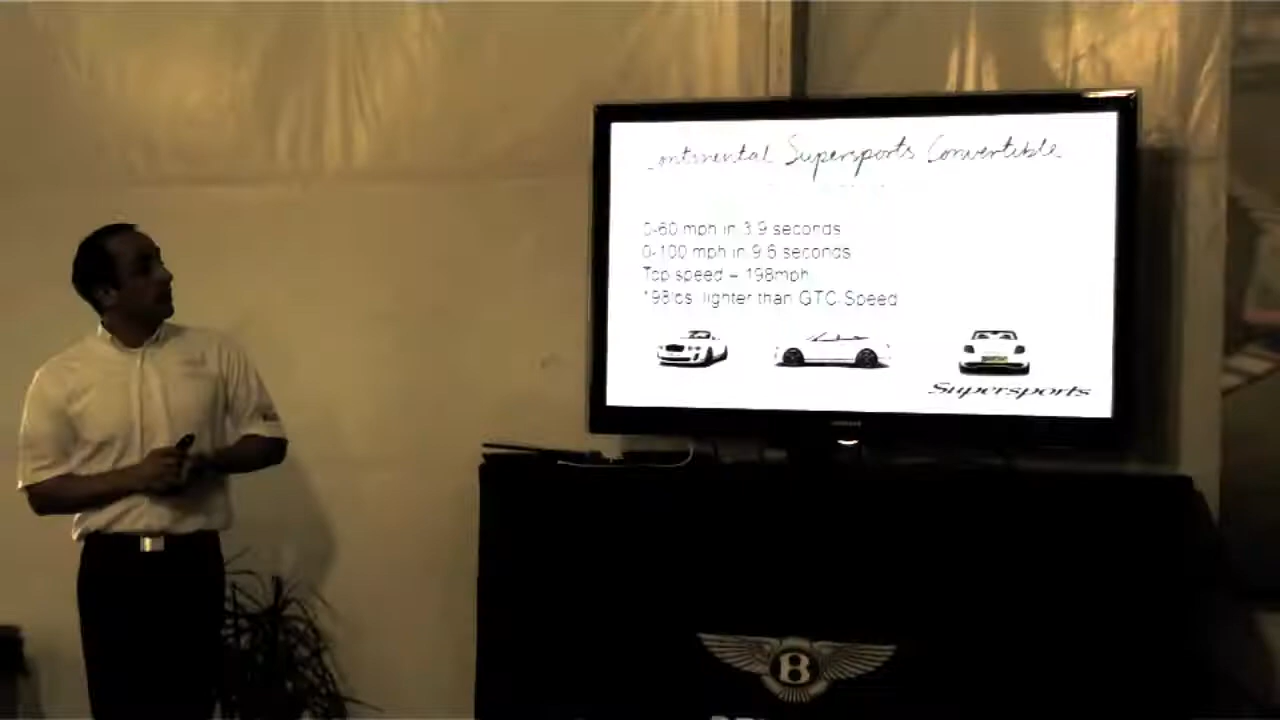 Continental Supersports Convertible
0-60 mph in 3.9 seconds
0-100 mph in 9.6 seconds
Top speed – 198mph
198lbs lighter than GTC Speed
Supersports
B